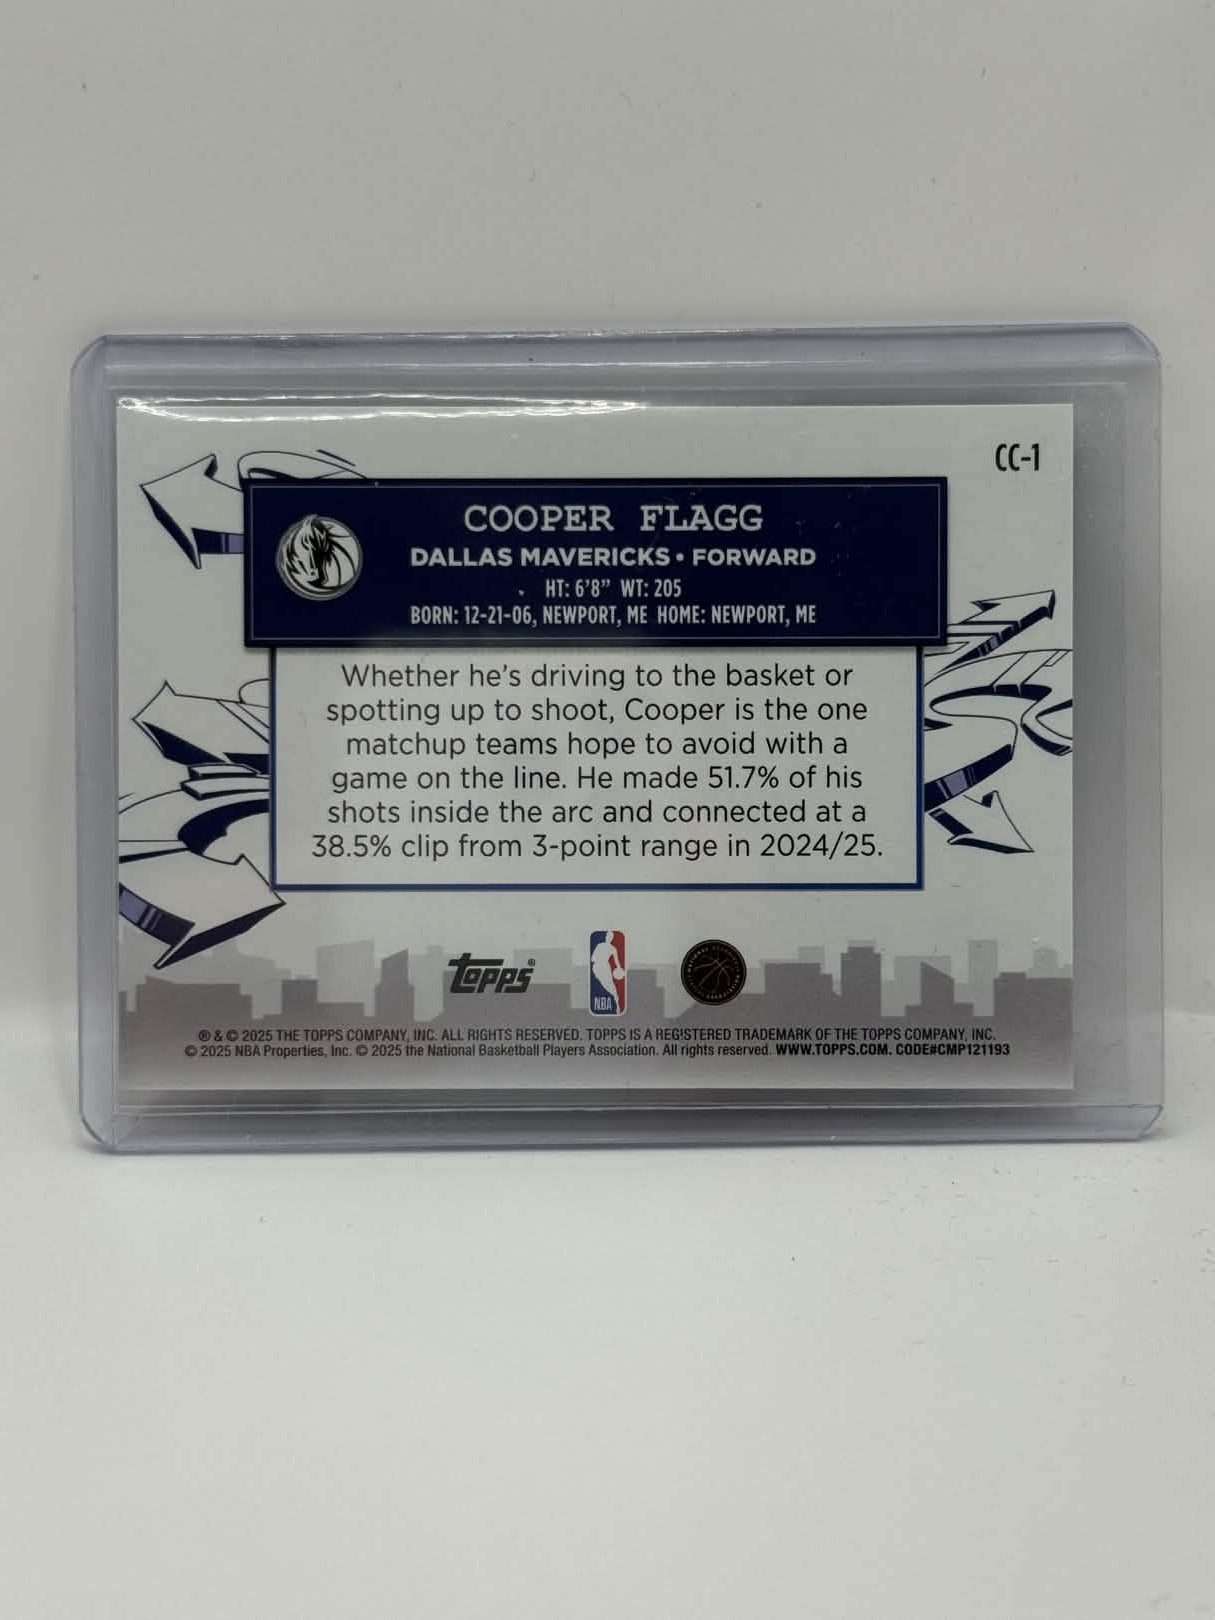 CC-1
COOPER FLAGG
DALLAS MAVERICKS • FORWARD
HT: 6'8" WT: 205
BORN: 12-21-06, NEWPORT, ME HOME: NEWPORT, ME
Whether he's driving to the basket or
spotting up to shoot, Cooper is the one
matchup teams hope to avoid with a
game on the line. He made 51.7% of his
shots inside the arc and connected at a
38.5% clip from 3-point range in 2024/25.
Topps®
NBA
® & © 2025 THE TOPPS COMPANY, INC. ALL RIGHTS RESERVED. TOPPS IS A REGISTERED TRADEMARK OF THE TOPPS COMPANY, INC.
© 2025 NBA Properties, Inc. © 2025 the National Basketball Players Association. All rights reserved. WWW.TOPPS.COM. CODE#CMP121193